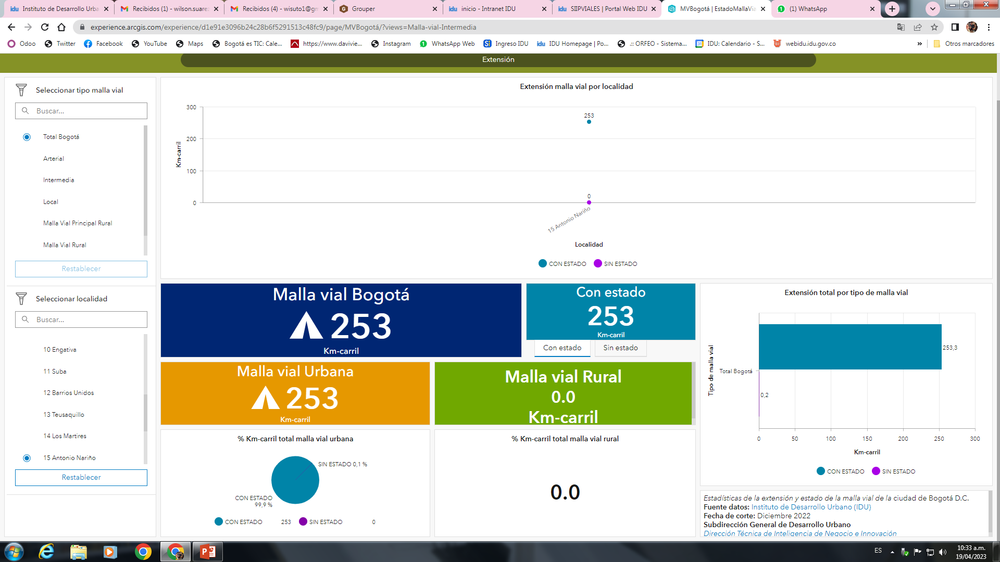 Instituto de Desarrollo Urba
Recibidos (1) - wilson.suare
Recibidos (4) - wisuto1@gm
Grouper
inicio - Intranet IDU
SIIPVIALES | Portal Web IDU
MVBogotá | EstadoMallaVia
(1) WhatsApp
experience.arcgis.com/experience/d1e91e3096b24c28b6f5291513c48fc9/page/MVBogotá/?views=Malla-vial-Intermedia
Odoo
Twitter
Facebook
YouTube
Maps
Bogotá es TIC: Cale...
https://www.davivie...
Instagram
WhatsApp Web
Ingreso IDU
IDU Homepage | Po...
.:: ORFEO - Sistema...
IDU: Calendario - S...
webidu.idu.gov.co
»
Otros marcadores
Extensión
Seleccionar tipo malla vial
Buscar...
Total Bogotá
Arterial
Intermedia
Local
Malla Vial Principal Rural
Malla Vial Rural
Restablecer
Seleccionar localidad
Buscar...
10 Engativa
11 Suba
12 Barrios Unidos
13 Teusaquillo
14 Los Martires
15 Antonio Nariño
Restablecer
Extensión malla vial por localidad
300
200
100
0
Km-carril
253
0
15 Antonio Nariño
Localidad
CON ESTADO
SIN ESTADO
Malla vial Bogotá
253
Km-carril
Con estado
253
Km-carril
Con estado
Sin estado
Malla vial Urbana
253
Km-carril
Malla vial Rural
0.0
Km-carril
% Km-carril total malla vial urbana
SIN ESTADO 0,1 %
CON ESTADO
99,9 %
CON ESTADO 253
SIN ESTADO 0
% Km-carril total malla vial rural
0.0
Extensión total por tipo de malla vial
Tipo de malla vial
Total Bogotá
253,3
0,2
0 50 100 150 200 250 300
Km-carril
CON ESTADO
SIN ESTADO
Estadísticas de la extensión y estado de la malla vial de la ciudad de Bogotá D.C.
Fuente datos: Instituto de Desarrollo Urbano (IDU)
Fecha de corte: Diciembre 2022
Subdirección General de Desarrollo Urbano
Dirección Técnica de Inteligencia de Negocio e Innovación
ES
10:33 a.m.
19/04/2023